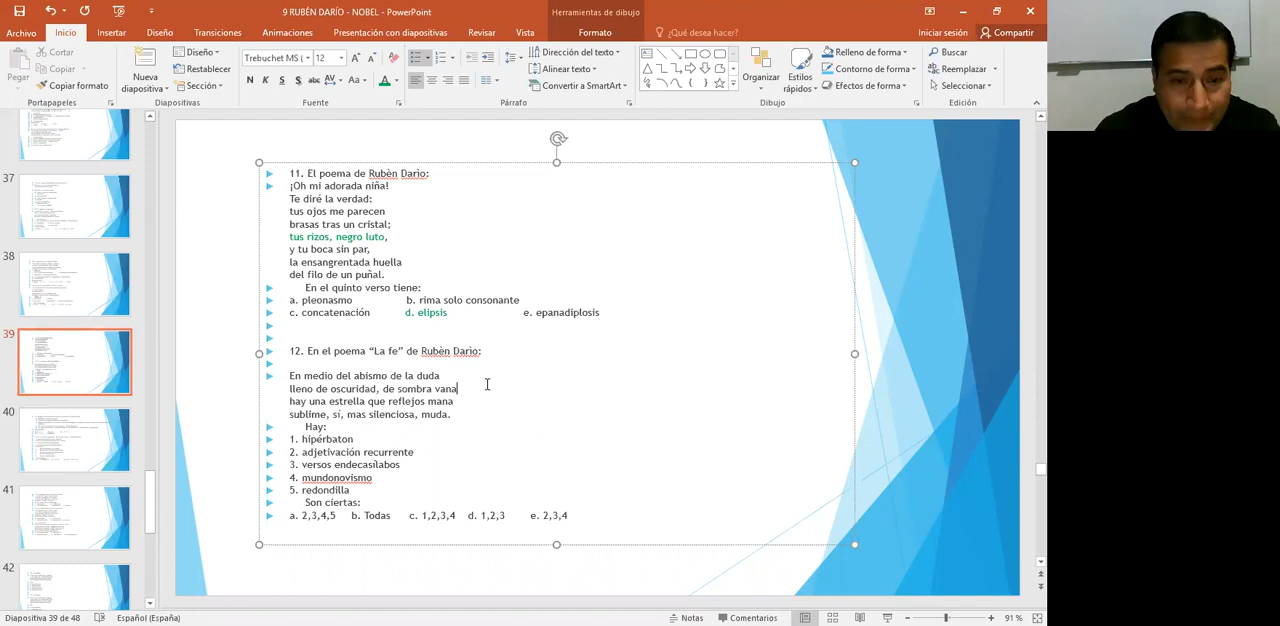 9 RUBÉN DARÍO - NOBEL - PowerPoint
Herramientas de dibujo
Archivo Inicio Insertar Diseño Transiciones Animaciones Presentación con diapositivas Revisar Vista Formato ¿Qué desea hacer? Iniciar sesión Compartir
Pegar
Cortar
Copiar
Copiar formato
Portapapeles
Nueva diapositiva
Diseño
Restablecer
Sección
Diapositivas
Trebuchet MS ( 12
N K S S abc AV Aa A
Fuente
Párrafo
Dirección del texto
Alinear texto
Convertir a SmartArt
Organizar
Estilos rápidos
Relleno de forma
Contorno de forma
Efectos de forma
Dibujo
Buscar
Reemplazar
Seleccionar
Edición
37
38
39
40
41
42
11. El poema de Rubèn Darìo:
¡Oh mi adorada niña!
Te diré la verdad:
tus ojos me parecen
brasas tras un cristal;
tus rizos, negro luto,
y tu boca sin par,
la ensangrentada huella
del filo de un puñal.
En el quinto verso tiene:
a. pleonasmo b. rima solo consonante
c. concatenación d. elipsis e. epanadiplosis
12. En el poema “La fe” de Rubèn Darìo:
En medio del abismo de la duda
lleno de oscuridad, de sombra vana
hay una estrella que reflejos mana
sublime, sí, mas silenciosa, muda.
Hay:
1. hipérbaton
2. adjetivación recurrente
3. versos endecasílabos
4. mundonovismo
5. redondilla
Son ciertas:
a. 2,3,4,5 b. Todas c. 1,2,3,4 d. 1,2,3 e. 2,3,4
Diapositiva 39 de 48 Español (España) Notas Comentarios 91 %